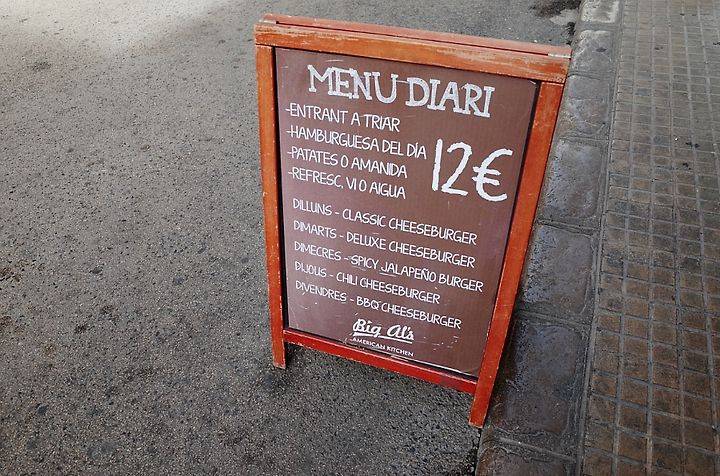 MENU DIARI
-ENTRANT A TRIAR
-HAMBURGUESA DEL DÍA
-PATATES O AMANIDA
-REFRESC, VI O AIGUA
12€
DILLUNS - CLASSIC CHEESEBURGER
DIMARTS - DELUXE CHEESEBURGER
DIMECRES - SPICY JALAPEÑO BURGER
DIJOUS - CHILI CHEESEBURGER
DIVENDRES - BBQ CHEESEBURGER
Big Al's
AMERICAN KITCHEN